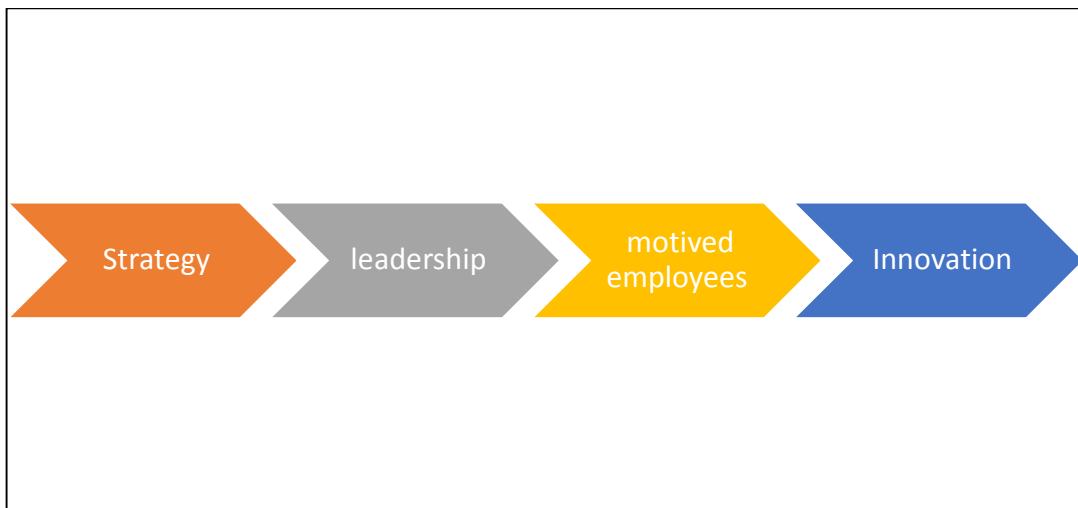 Strategy
leadership
motived
employees
Innovation